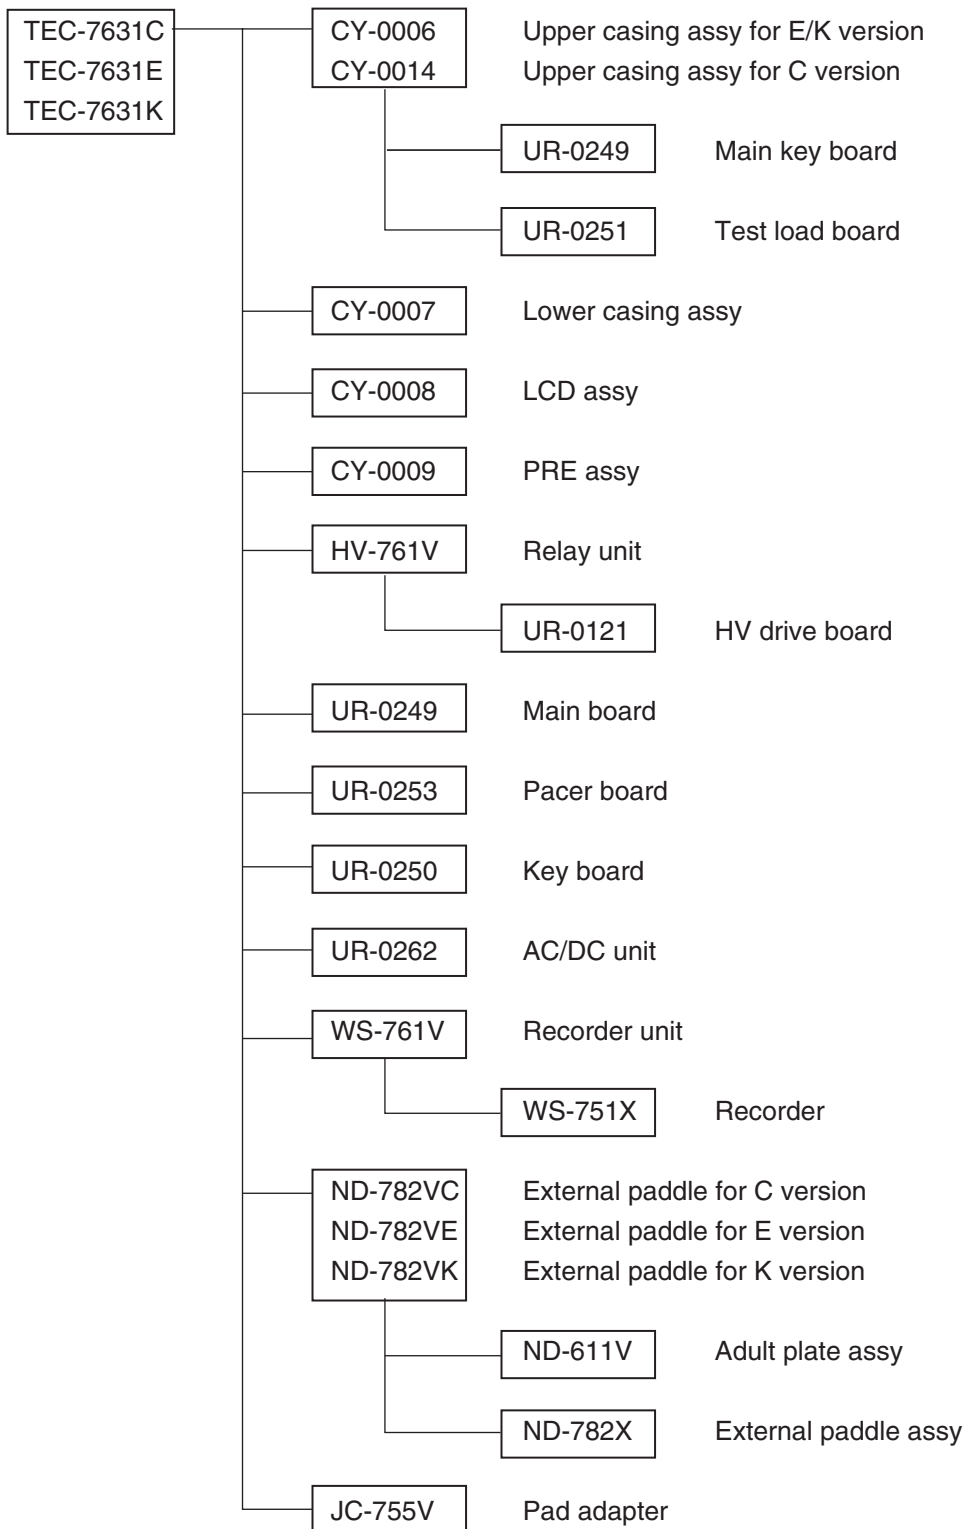 TEC-7631C
TEC-7631E
TEC-7631K
CY-0006 Upper casing assy for E/K version
CY-0014 Upper casing assy for C version
UR-0249 Main key board
UR-0251 Test load board
CY-0007 Lower casing assy
CY-0008 LCD assy
CY-0009 PRE assy
HV-761V Relay unit
UR-0121 HV drive board
UR-0249 Main board
UR-0253 Pacer board
UR-0250 Key board
UR-0262 AC/DC unit
WS-761V Recorder unit
WS-751X Recorder
ND-782VC External paddle for C version
ND-782VE External paddle for E version
ND-782VK External paddle for K version
ND-611V Adult plate assy
ND-782X External paddle assy
JC-755V Pad adapter